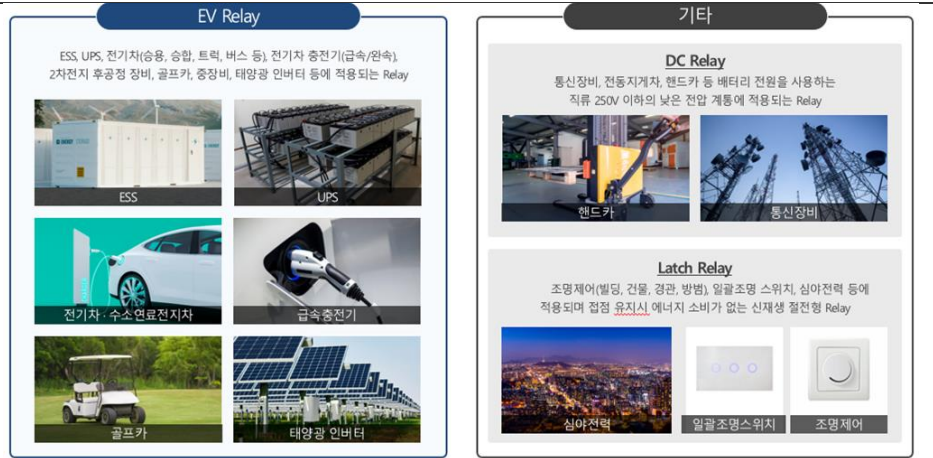 EV Relay
ESS, UPS, 전기차(승용, 승합, 트럭, 버스 등), 전기차 충전기(급속/완속),
2차전지 후공정 장비, 골프카, 중장비, 태양광 인버터 등에 적용되는 Relay
ESS
UPS
전기차 · 수소연료전지차
급속충전기
골프카
태양광 인버터
기타
DC Relay
통신장비, 전동지게차, 핸드카 등 배터리 전원을 사용하는
직류 250V 이하의 낮은 전압 계통에 적용되는 Relay
핸드카
통신장비
Latch Relay
조명제어(빌딩, 건물, 경관, 방범), 일괄조명 스위치, 심야전력 등에
적용되며 접점 유지시 에너지 소비가 없는 신재생 절전형 Relay
심야전력
일괄조명스위치
조명제어